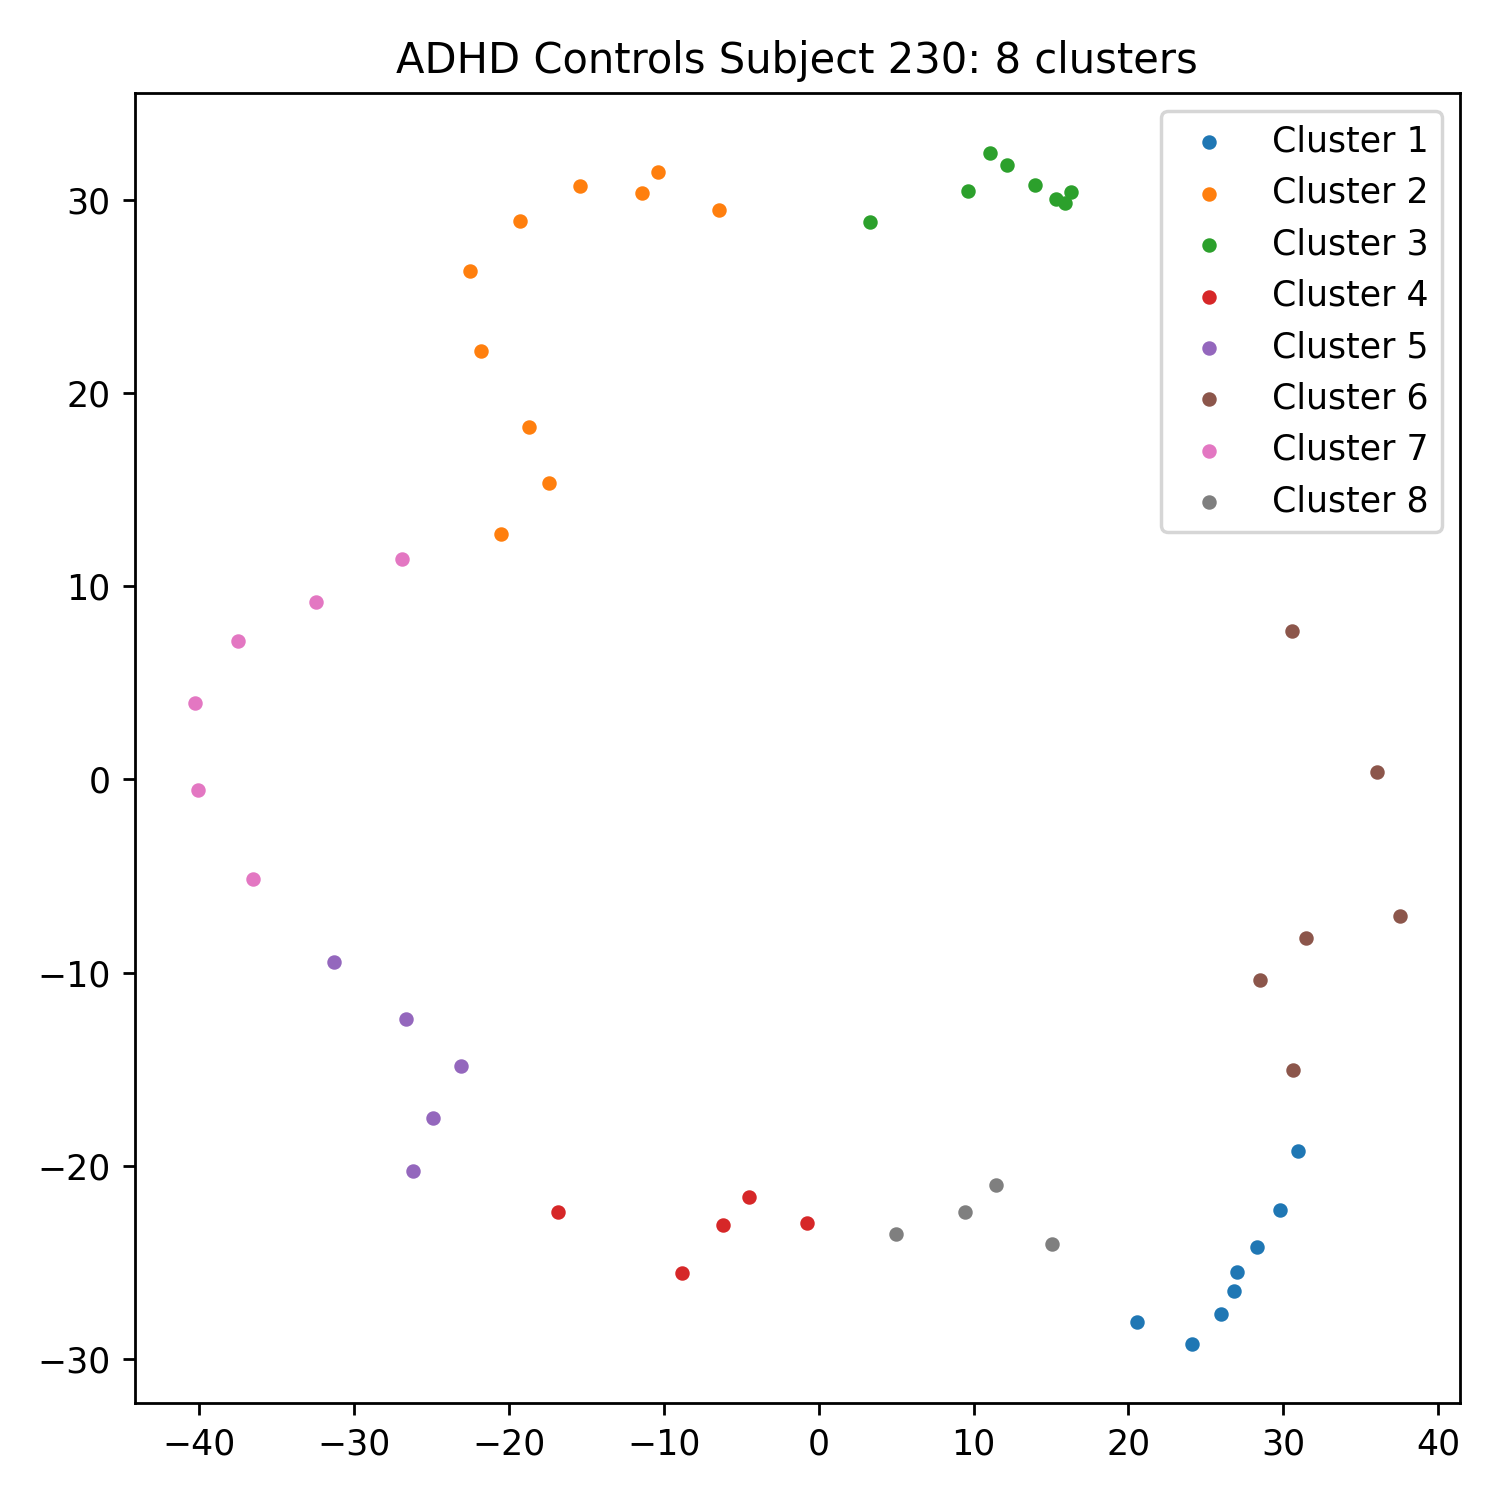 ADHD Controls Subject 230: 8 clusters
Cluster 1
Cluster 2
Cluster 3
Cluster 4
Cluster 5
Cluster 6
Cluster 7
Cluster 8
30
20
10
0
−10
−20
−30
−40 −30 −20 −10 0 10 20 30 40